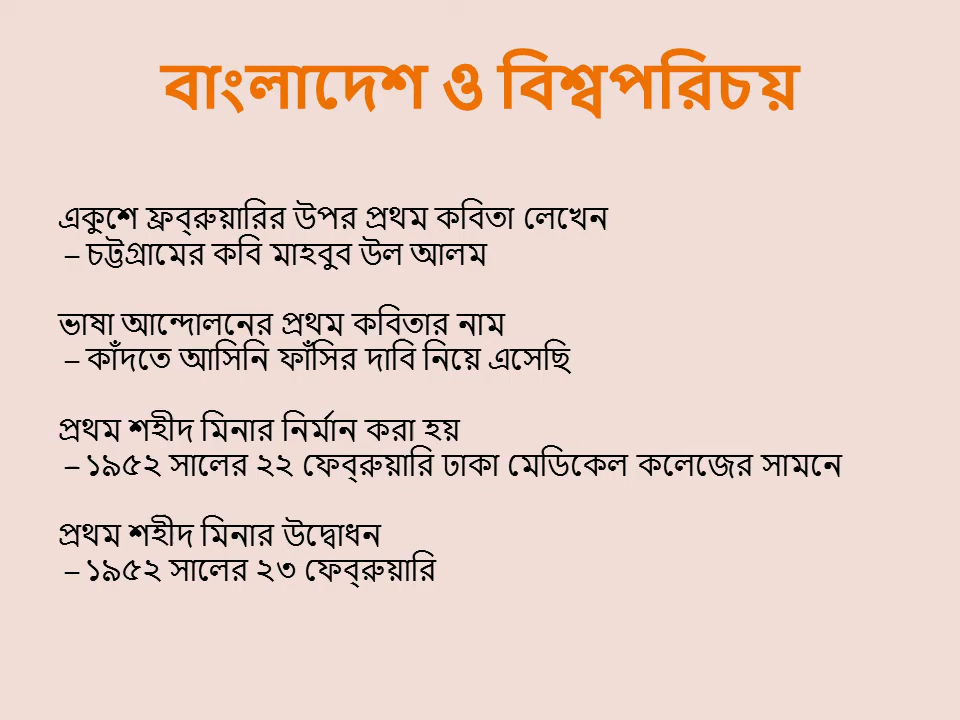 বাংলাদেশ ও বিশ্বপরিচয়
একুশে ফ্রব্রুয়ারির উপর প্রথম কবিতা লেখেন
– চট্টগ্রামের কবি মাহবুব উল আলম
ভাষা আন্দোলনের প্রথম কবিতার নাম
– কাঁদতে আসিনি ফাঁসির দাবি নিয়ে এসেছি
প্রথম শহীদ মিনার নির্মান করা হয়
– ১৯৫২ সালের ২২ ফেব্রুয়ারি ঢাকা মেডিকেল কলেজের সামনে
প্রথম শহীদ মিনার উদ্বোধন
– ১৯৫২ সালের ২৩ ফেব্রুয়ারি